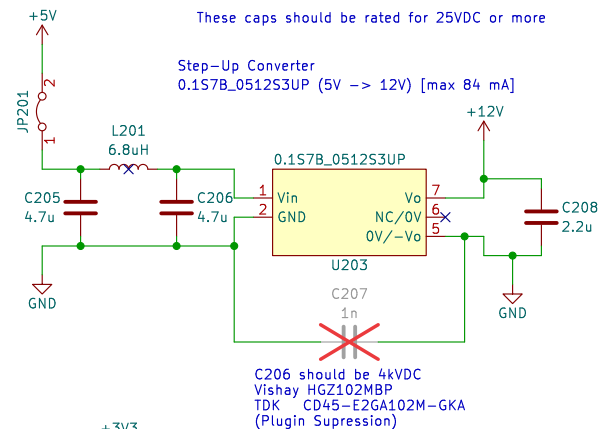 These caps should be rated for 25VDC or more
+5V
Step-Up Converter
0.1S7B_0512S3UP (5V -> 12V) [max 84 mA]
JP201
2
1
+12V
L201
6.8uH
0.1S7B_0512S3UP
C205
4.7u
C206
4.7u
1 Vin
2 GND
Vo 7
NC/0V 6
0V/-Vo 5
C208
2.2u
U203
GND
C207
1n
GND
C206 should be 4kVDC
Vishay HGZ102MBP
TDK CD45-E2GA102M-GKA
(Plugin Supression)
+3V3